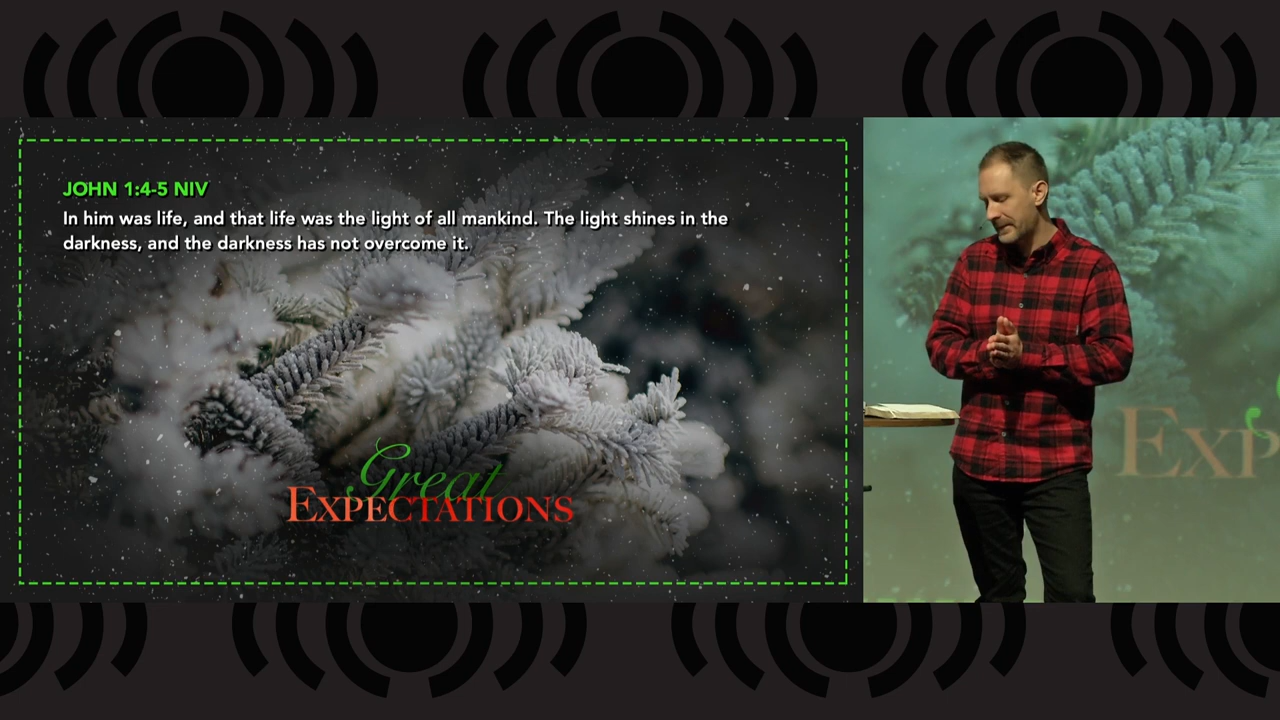 JOHN 1:4-5 NIV
In him was life, and that life was the light of all mankind. The light shines in the
darkness, and the darkness has not overcome it.
Great
EXPECTATIONS
EXP